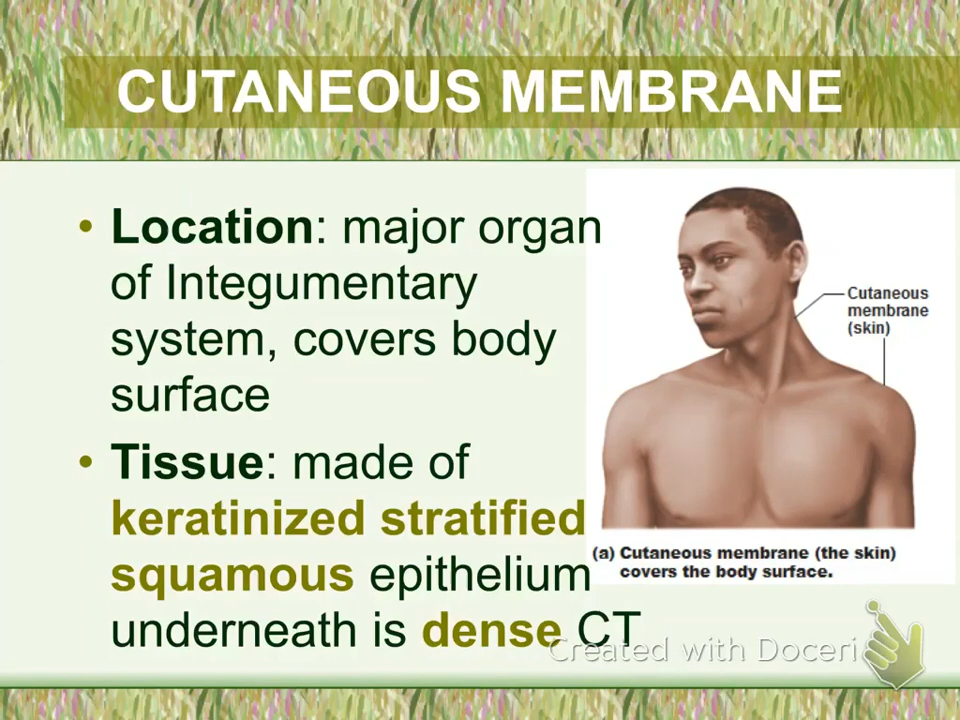 CUTANEOUS MEMBRANE
• Location: major organ
of Integumentary
system, covers body
surface
• Tissue: made of
keratinized stratified
squamous epithelium
underneath is dense CT
Cutaneous
membrane
(skin)
(a) Cutaneous membrane (the skin)
covers the body surface.
Created with Doceri